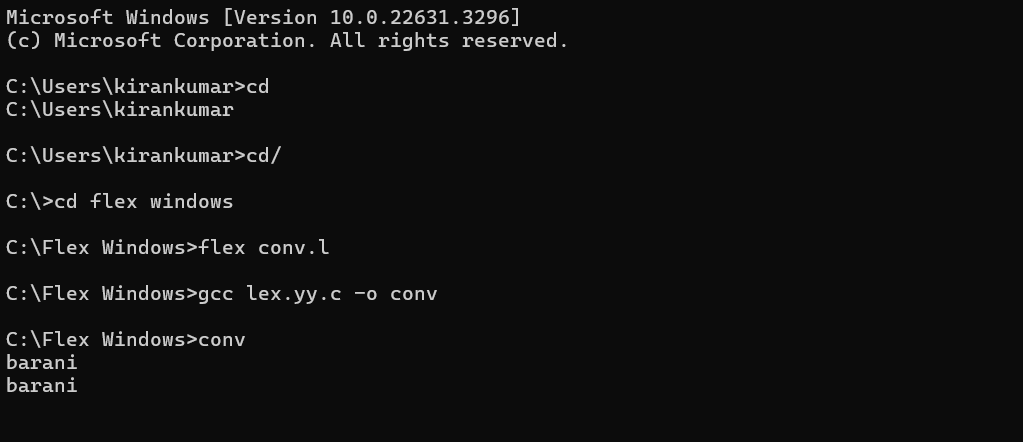 Microsoft Windows [Version 10.0.22631.3296]
(c) Microsoft Corporation. All rights reserved.
C:\Users\kirankumar>cd
C:\Users\kirankumar
C:\Users\kirankumar>cd/
C:\>cd flex windows
C:\Flex Windows>flex conv.l
C:\Flex Windows>gcc lex.yy.c -o conv
C:\Flex Windows>conv
barani
barani